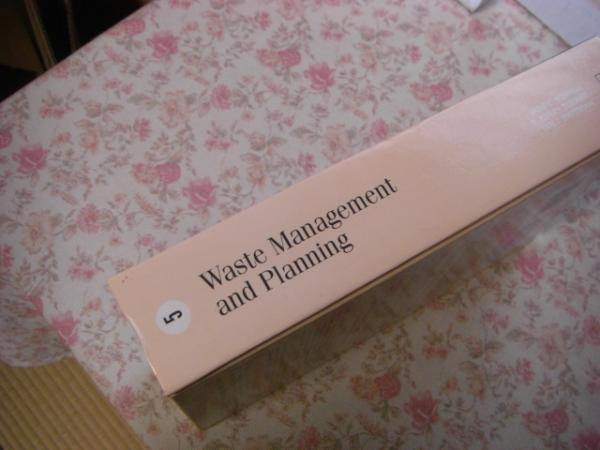 Waste Management
and Planning
5